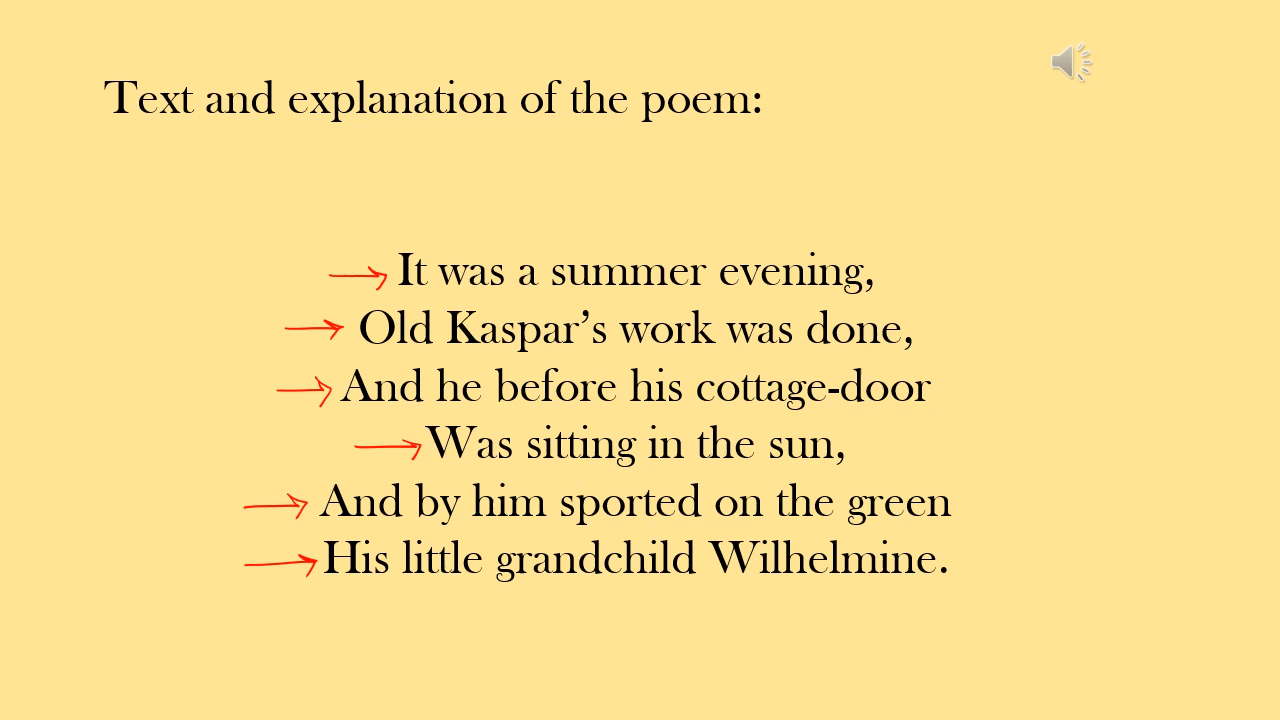 Text and explanation of the poem:
It was a summer evening,
Old Kaspar’s work was done,
And he before his cottage-door
Was sitting in the sun,
And by him sported on the green
His little grandchild Wilhelmine.